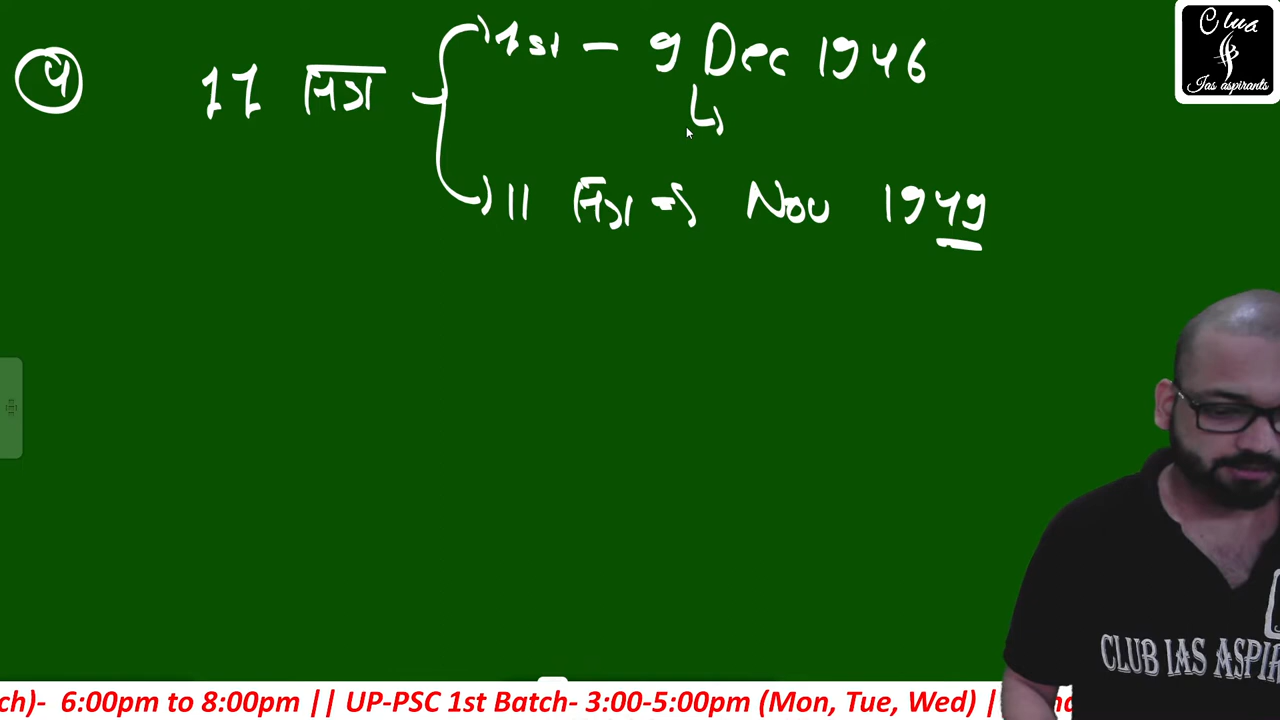 4
11 सत्र
1st – 9 Dec 1946
11 सत्र → Nov 1949
Club
Ias aspirants
CLUB IAS ASPI
ch)- 6:00pm to 8:00pm || UP-PSC 1st Batch- 3:00-5:00pm (Mon, Tue, Wed) ||